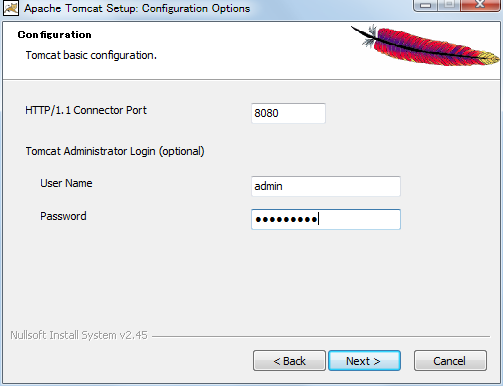 Apache Tomcat Setup: Configuration Options
Configuration
Tomcat basic configuration.
HTTP/1.1 Connector Port
8080
Tomcat Administrator Login (optional)
User Name
admin
Password
●●●●●●●●●
Nullsoft Install System v2.45
< Back
Next >
Cancel